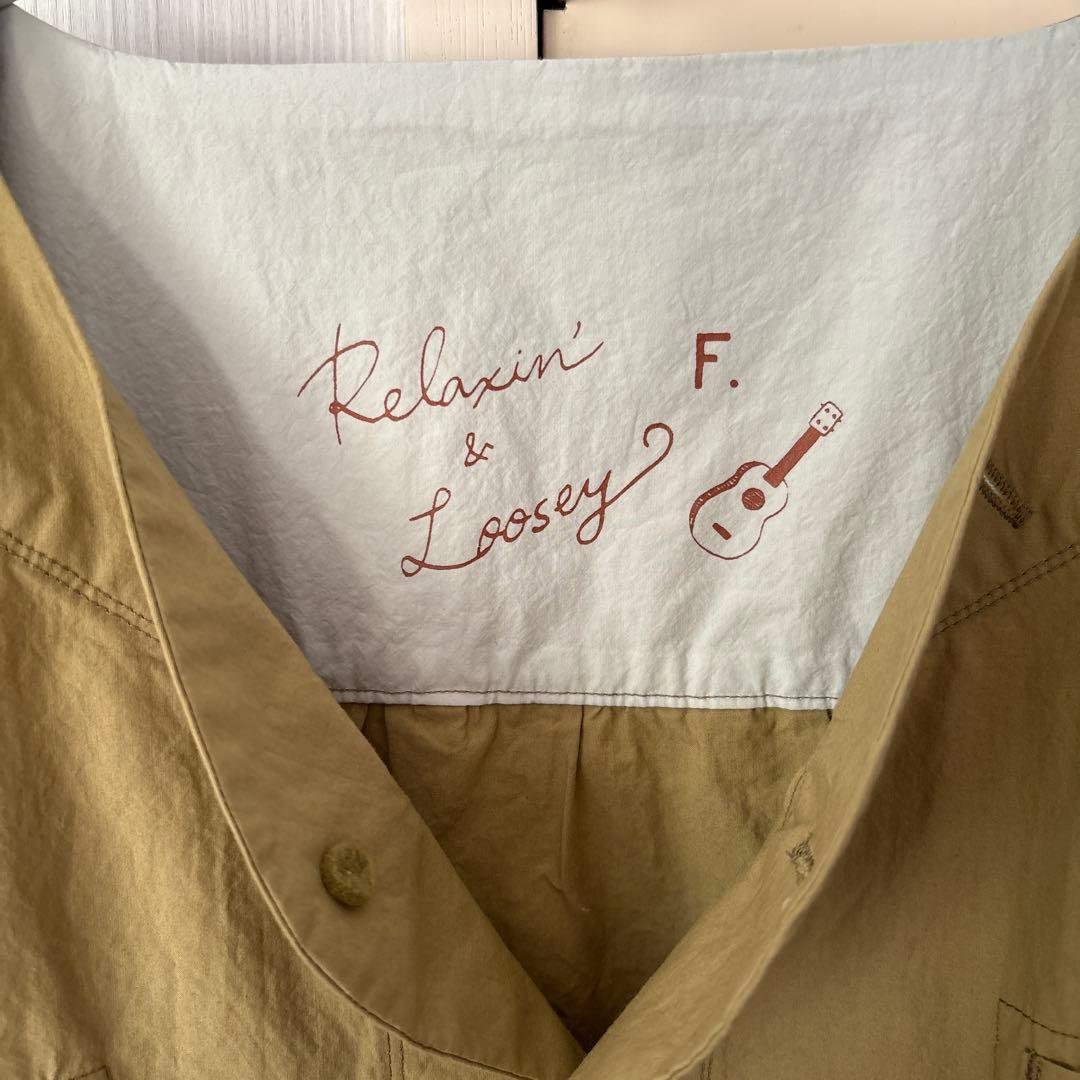 Relaxin'
&
Loosey
F.